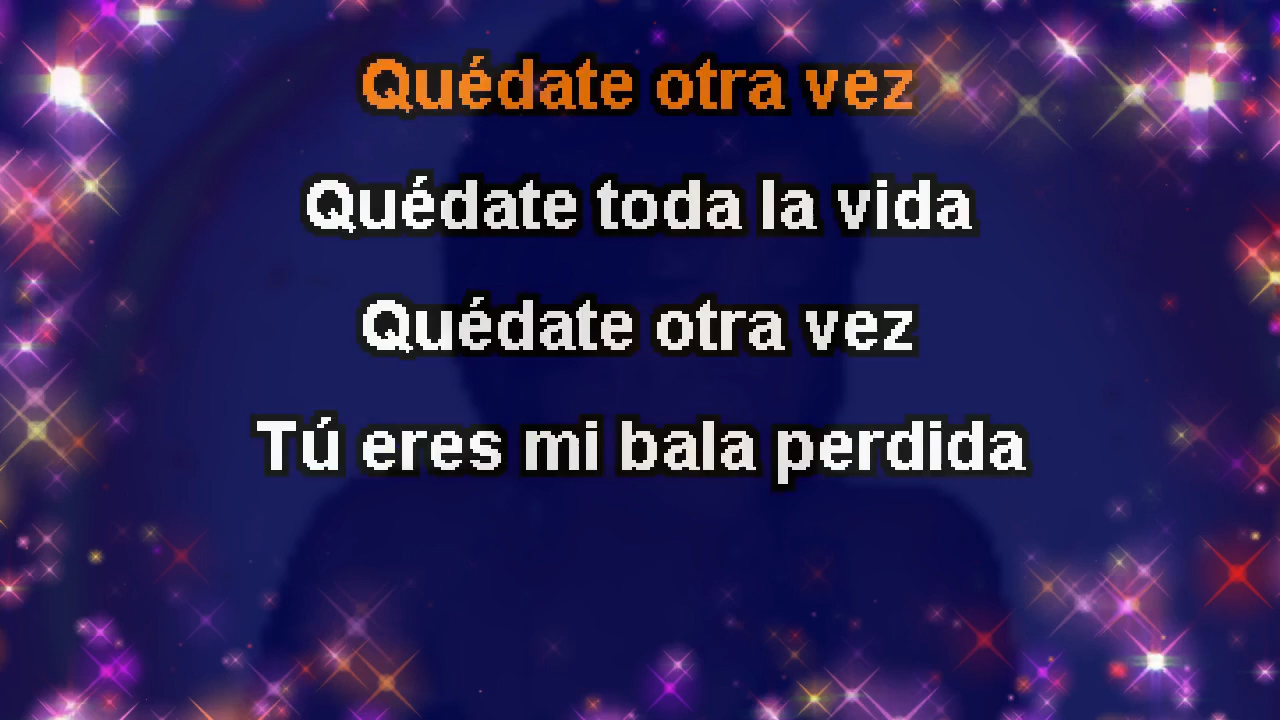 Quédate otra vez
Quédate toda la vida
Quédate otra vez
Tú eres mi bala perdida